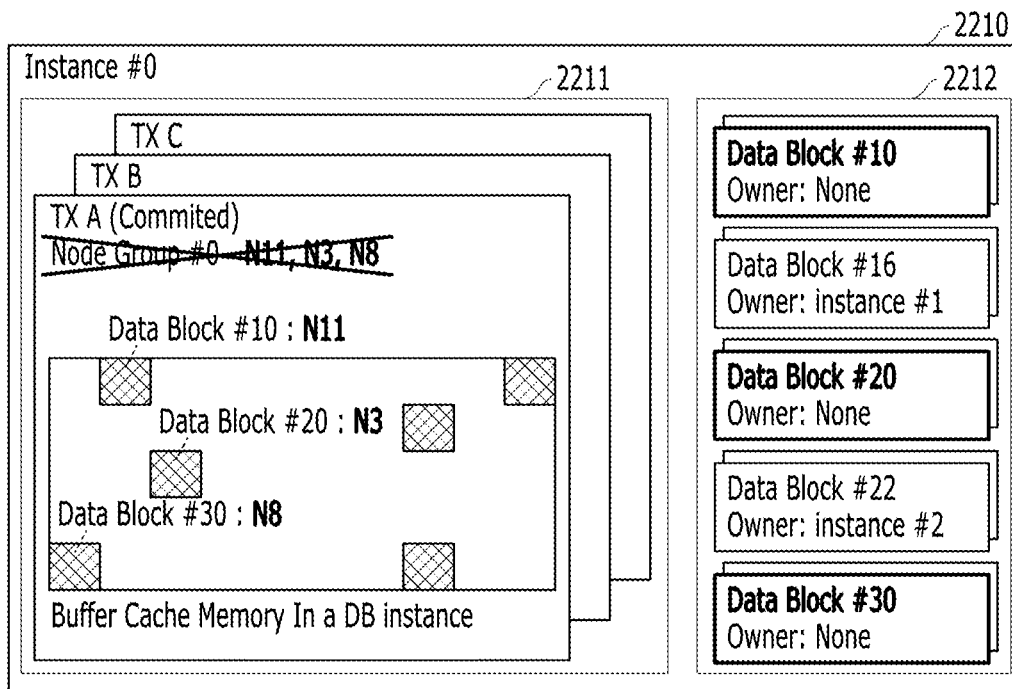 2210
Instance #0
2211
2212
TX C
TX B
TX A (Commited)
Node Group #0 N11, N3, N8
Data Block #10 : N11
Data Block #20 : N3
Data Block #30 : N8
Buffer Cache Memory In a DB instance
Data Block #10
Owner: None
Data Block #16
Owner: instance #1
Data Block #20
Owner: None
Data Block #22
Owner: instance #2
Data Block #30
Owner: None